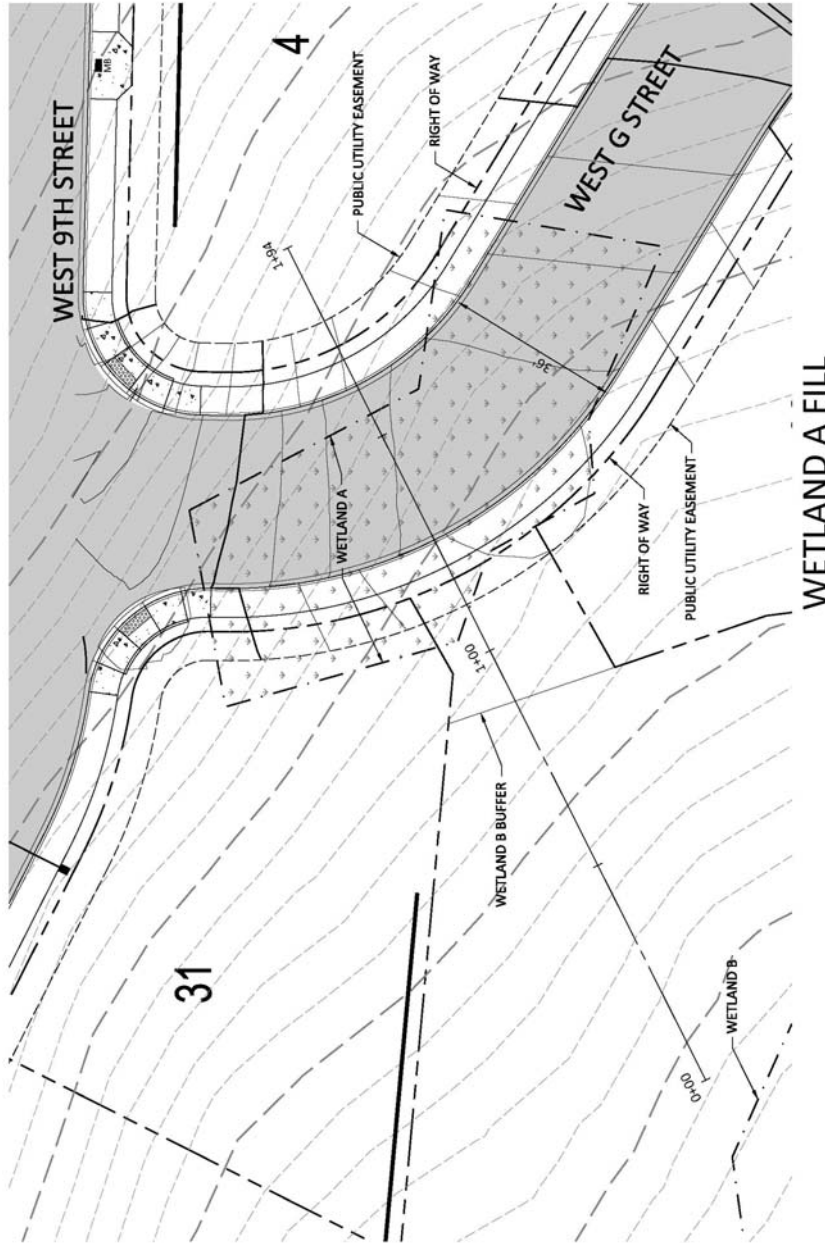 WEST 9TH STREET
MB
4
PUBLIC UTILITY EASEMENT
RIGHT OF WAY
WEST G STREET
1+94
36'
WETLAND A
1+00
RIGHT OF WAY
PUBLIC UTILITY EASEMENT
WETLAND B BUFFER
31
0+00
WETLAND B
WETLAND A FILL